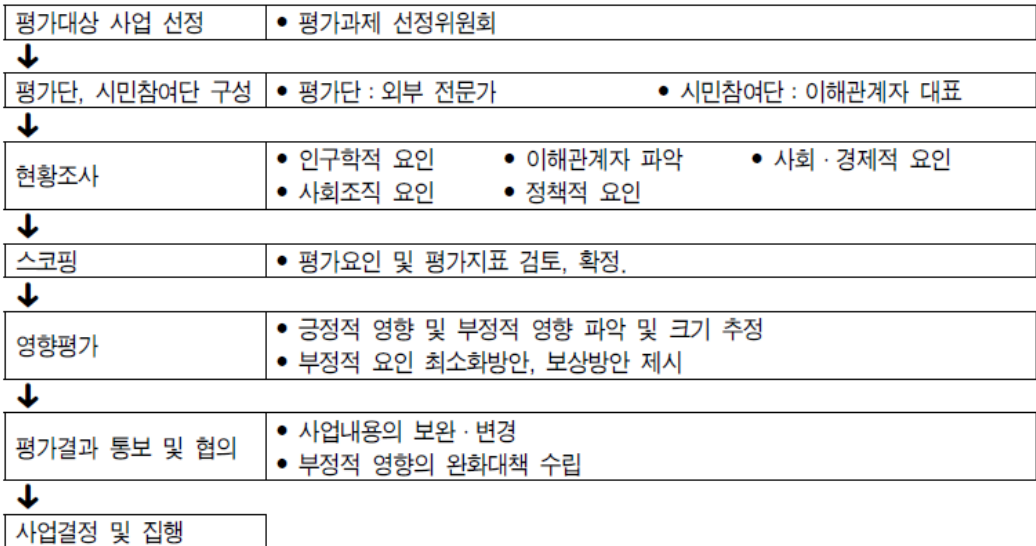 평가대상 사업 선정 • 평가과제 선정위원회
↓
평가단, 시민참여단 구성 • 평가단 : 외부 전문가 • 시민참여단 : 이해관계자 대표
↓
현황조사
• 인구학적 요인 • 이해관계자 파악 • 사회 · 경제적 요인
• 사회조직 요인 • 정책적 요인
↓
스코핑 • 평가요인 및 평가지표 검토, 확정.
↓
영향평가
• 긍정적 영향 및 부정적 영향 파악 및 크기 추정
• 부정적 요인 최소화방안, 보상방안 제시
↓
평가결과 통보 및 협의
• 사업내용의 보완 · 변경
• 부정적 영향의 완화대책 수립
↓
사업결정 및 집행